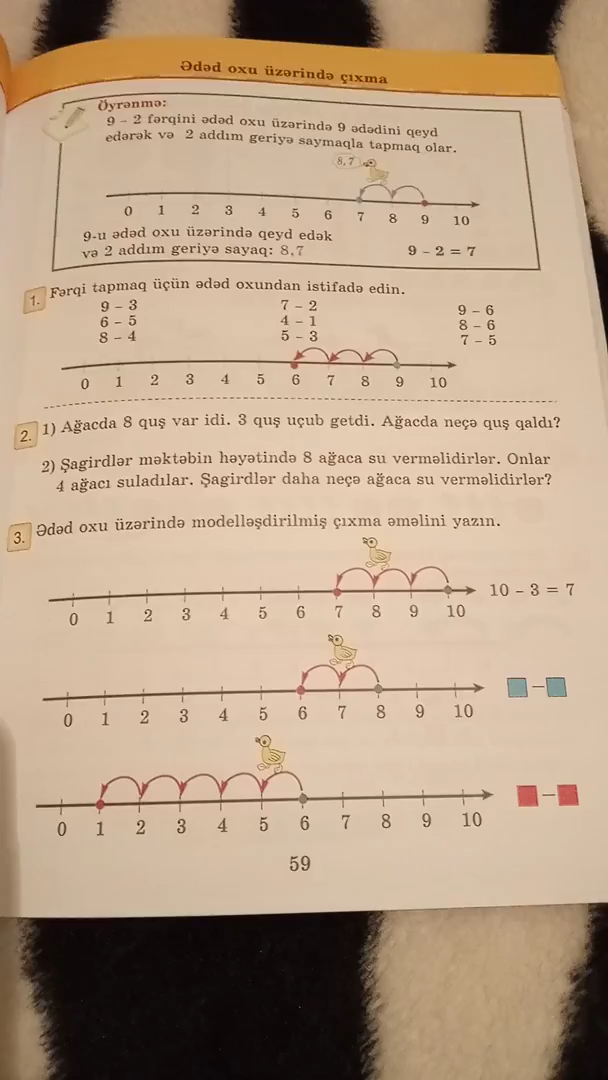 Ədəd oxu üzərində çıxma
Öyrənmə:
9 – 2 fərqini ədəd oxu üzərində 9 ədədini qeyd
edərək və 2 addım geriyə saymaqla tapmaq olar.
8,7
0 1 2 3 4 5 6 7 8 9 10
9-u ədəd oxu üzərində qeyd edək
və 2 addım geriyə sayaq: 8,7
9 – 2 = 7
1. Fərqi tapmaq üçün ədəd oxundan istifadə edin.
9 – 3 7 – 2 9 – 6
6 – 5 4 – 1 8 – 6
8 – 4 5 – 3 7 – 5
0 1 2 3 4 5 6 7 8 9 10
2. 1) Ağacda 8 quş var idi. 3 quş uçub getdi. Ağacda neçə quş qaldı?
2) Şagirdlər məktəbin həyətində 8 ağaca su verməlidirlər. Onlar
4 ağacı suladılar. Şagirdlər daha neçə ağaca su verməlidirlər?
3. Ədəd oxu üzərində modelləşdirilmiş çıxma əməlini yazın.
10 – 3 = 7
0 1 2 3 4 5 6 7 8 9 10
–
0 1 2 3 4 5 6 7 8 9 10
–
0 1 2 3 4 5 6 7 8 9 10
59